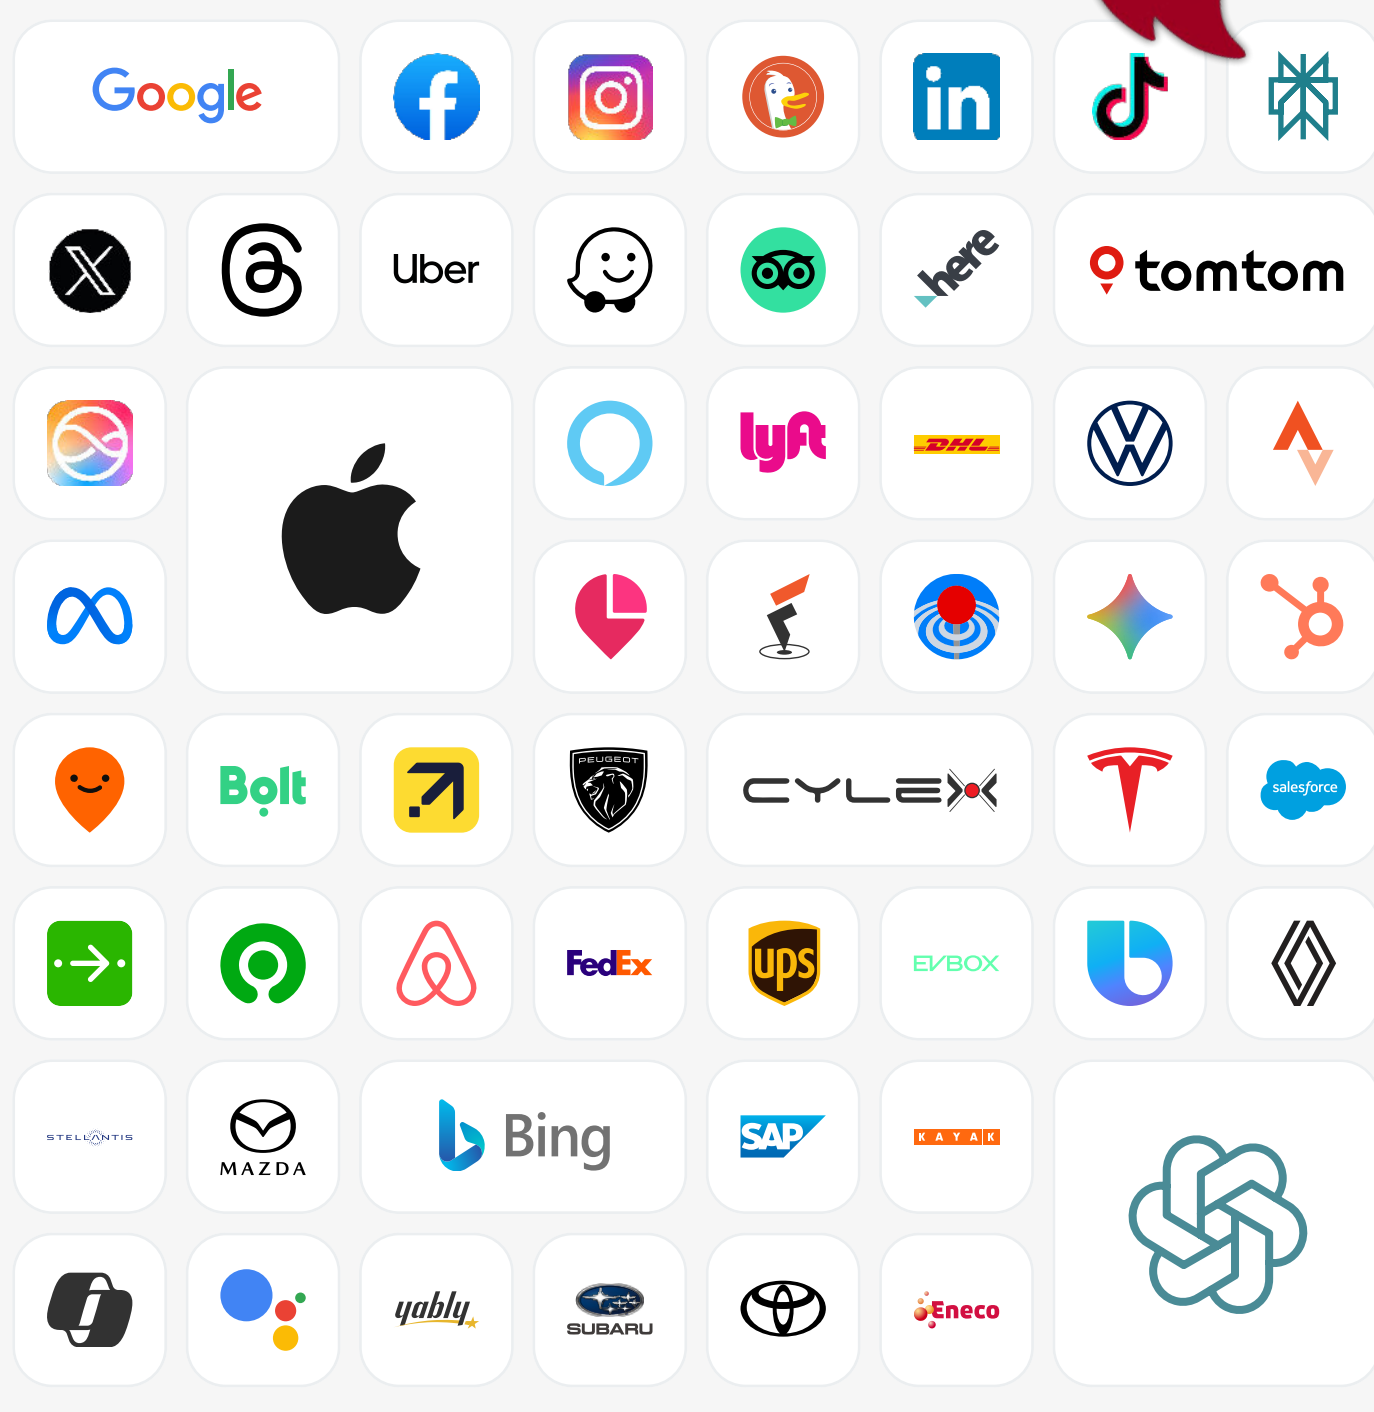 Google
in
Uber
here
tomtom
lyft
DHL
Bolt
PEUGEOT
CYLEX
salesforce
FedEx
ups
EVBOX
STELLANTIS
MAZDA
Bing
SAP
KAYAK
yably
SUBARU
Eneco